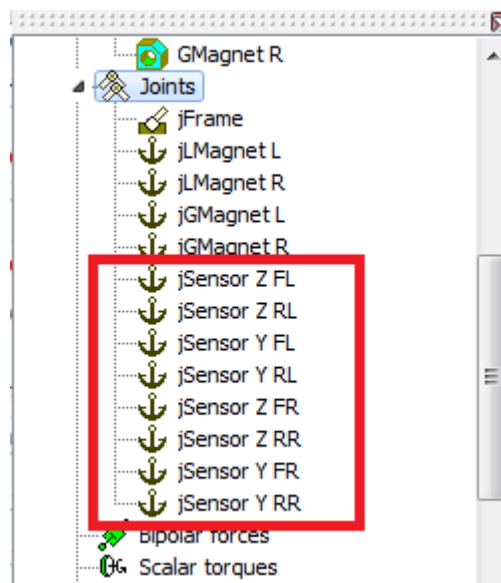 GMagnet R
Joints
jFrame
jLMagnet L
jLMagnet R
jGMagnet L
jGMagnet R
jSensor Z FL
jSensor Z RL
jSensor Y FL
jSensor Y RL
jSensor Z FR
jSensor Z RR
jSensor Y FR
jSensor Y RR
Bipolar forces
Scalar torques